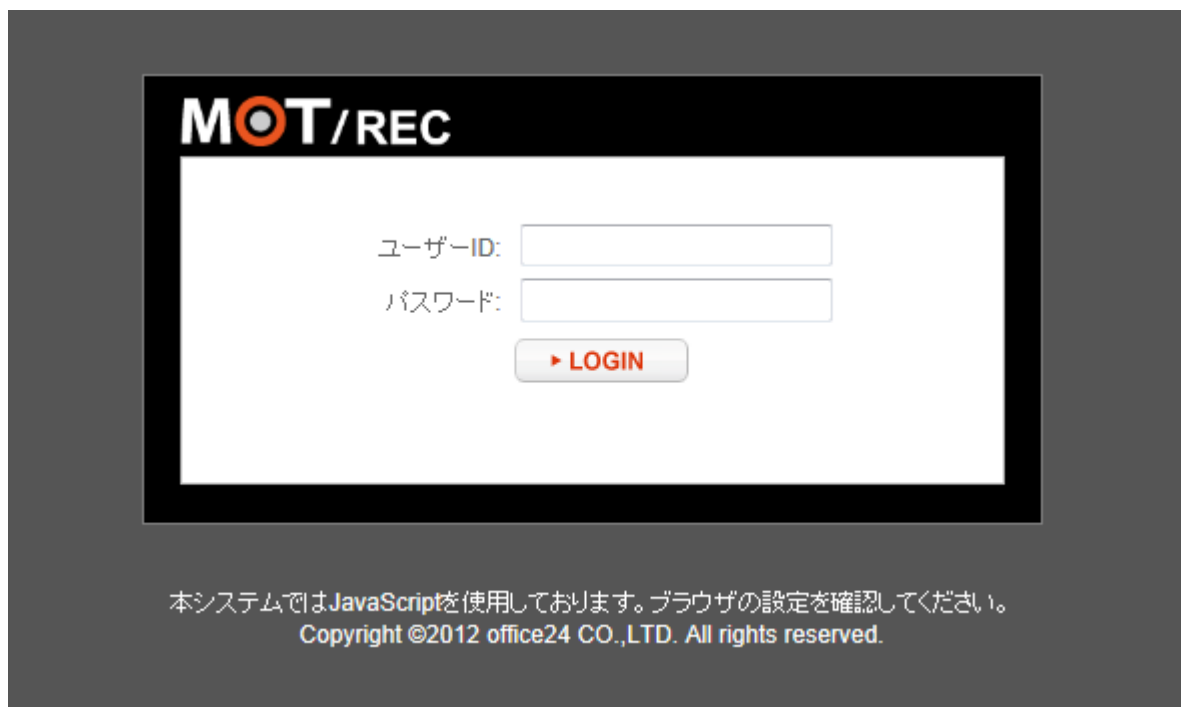 MOT/REC
ユーザーID:
パスワード:
LOGIN
本システムではJavaScriptを使用しております。ブラウザの設定を確認してください。
Copyright ©2012 office24 CO.,LTD. All rights reserved.